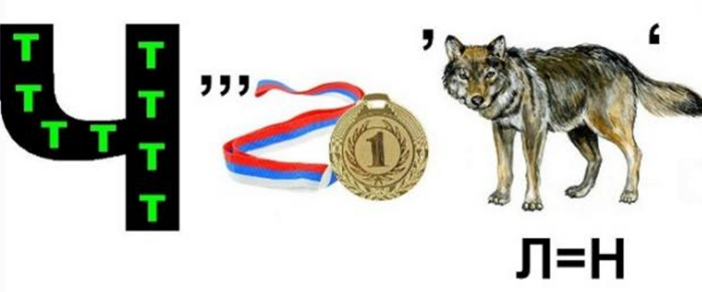 Ч
Т Т
Т Т
Т Т Т
Т
,,, 1 ’ ‘
Л=Н